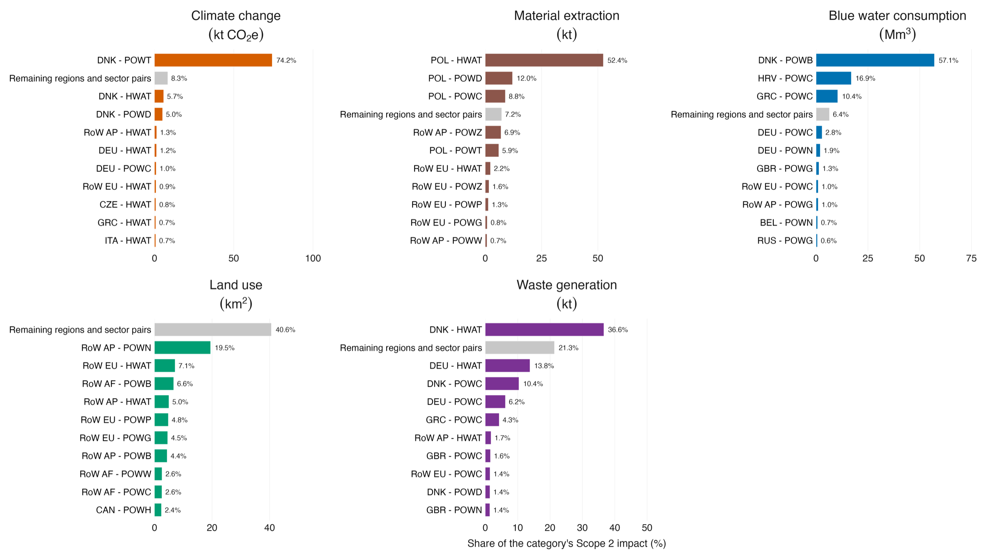 Climate change
(kt CO₂e)
DNK - POWT 74.2%
Remaining regions and sector pairs 8.3%
DNK - HWAT 5.7%
DNK - POWD 5.0%
RoW AP - HWAT 1.3%
DEU - HWAT 1.2%
DEU - POWC 1.0%
RoW EU - HWAT 0.9%
CZE - HWAT 0.8%
GRC - HWAT 0.7%
ITA - HWAT 0.7%
0 50 100
Material extraction
(kt)
POL - HWAT 52.4%
POL - POWD 12.0%
POL - POWC 8.8%
Remaining regions and sector pairs 7.2%
RoW AP - POWZ 6.9%
POL - POWT 5.9%
RoW EU - HWAT 2.2%
RoW EU - POWZ 1.6%
RoW EU - POWP 1.3%
RoW EU - POWG 0.8%
RoW AP - POWW 0.7%
0 25 50
Blue water consumption
(Mm³)
DNK - POWB 57.1%
HRV - POWC 16.9%
GRC - POWC 10.4%
Remaining regions and sector pairs 6.4%
DEU - POWC 2.8%
DEU - POWN 1.9%
GBR - POWG 1.3%
RoW EU - POWC 1.0%
RoW AP - POWG 1.0%
BEL - POWN 0.7%
RUS - POWG 0.6%
0 25 50 75
Land use
(km²)
Remaining regions and sector pairs 40.6%
RoW AP - POWN 19.5%
RoW EU - HWAT 7.1%
RoW AF - POWB 6.6%
RoW AP - HWAT 5.0%
RoW EU - POWP 4.8%
RoW EU - POWG 4.5%
RoW AP - POWB 4.4%
RoW AF - POWW 2.6%
RoW AF - POWC 2.6%
CAN - POWH 2.4%
0 20 40
Waste generation
(kt)
DNK - HWAT 36.6%
Remaining regions and sector pairs 21.3%
DEU - HWAT 13.8%
DNK - POWC 10.4%
DEU - POWC 6.2%
GRC - POWC 4.3%
RoW AP - HWAT 1.7%
GBR - POWC 1.6%
RoW EU - POWC 1.4%
DNK - POWD 1.4%
GBR - POWN 1.4%
0 10 20 30 40 50
Share of the category's Scope 2 impact (%)